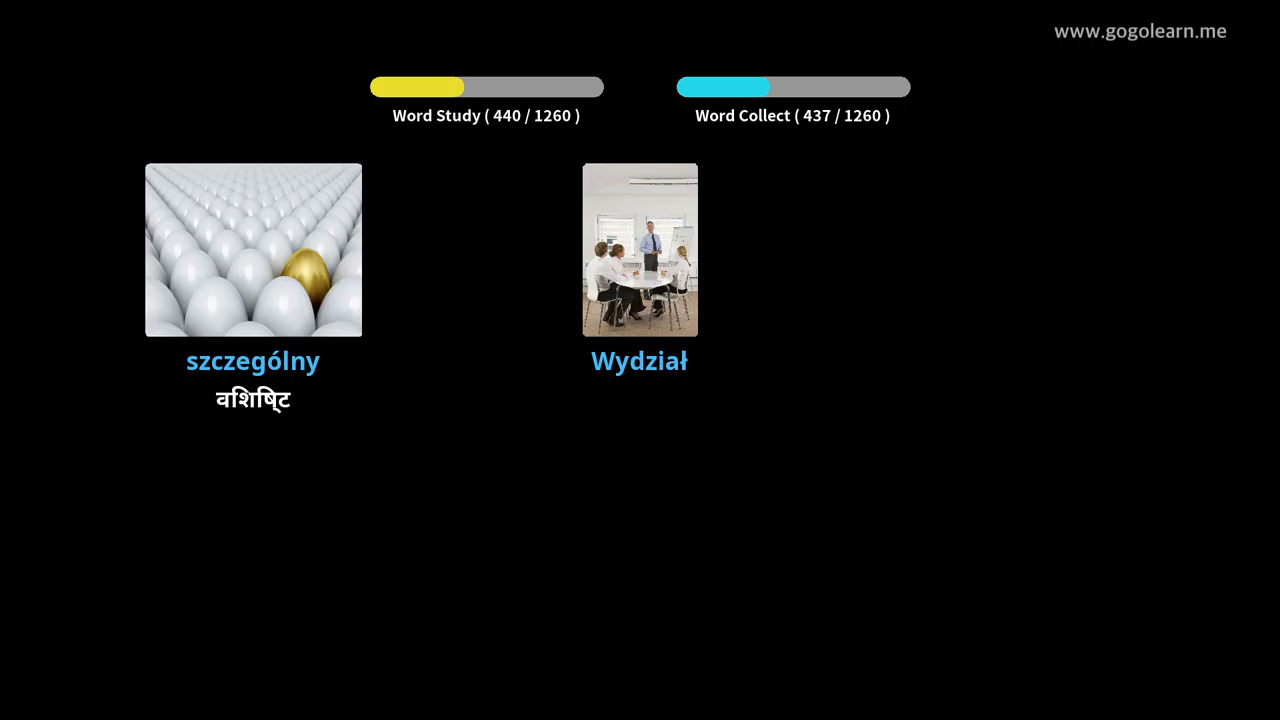 www.gogolearn.me
Word Study ( 440 / 1260 )
Word Collect ( 437 / 1260 )
szczególny
Wydział
विशिष्ट